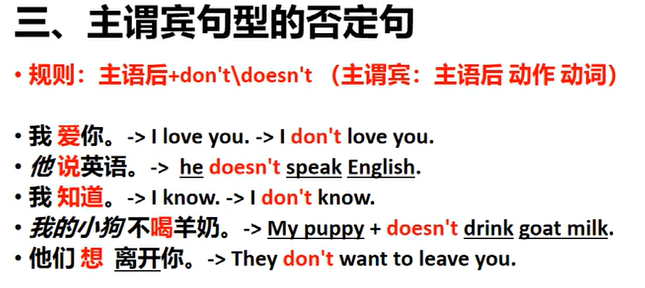 三、主谓宾句型的否定句
• 规则：主语后+don't\doesn't （主谓宾：主语后 动作 动词）
• 我 爱你。-> I love you. -> I don't love you.
• 他 说英语。-> he doesn't speak English.
• 我 知道。-> I know. -> I don't know.
• 我的小狗 不喝羊奶。-> My puppy + doesn't drink goat milk.
• 他们 想 离开你。-> They don't want to leave you.